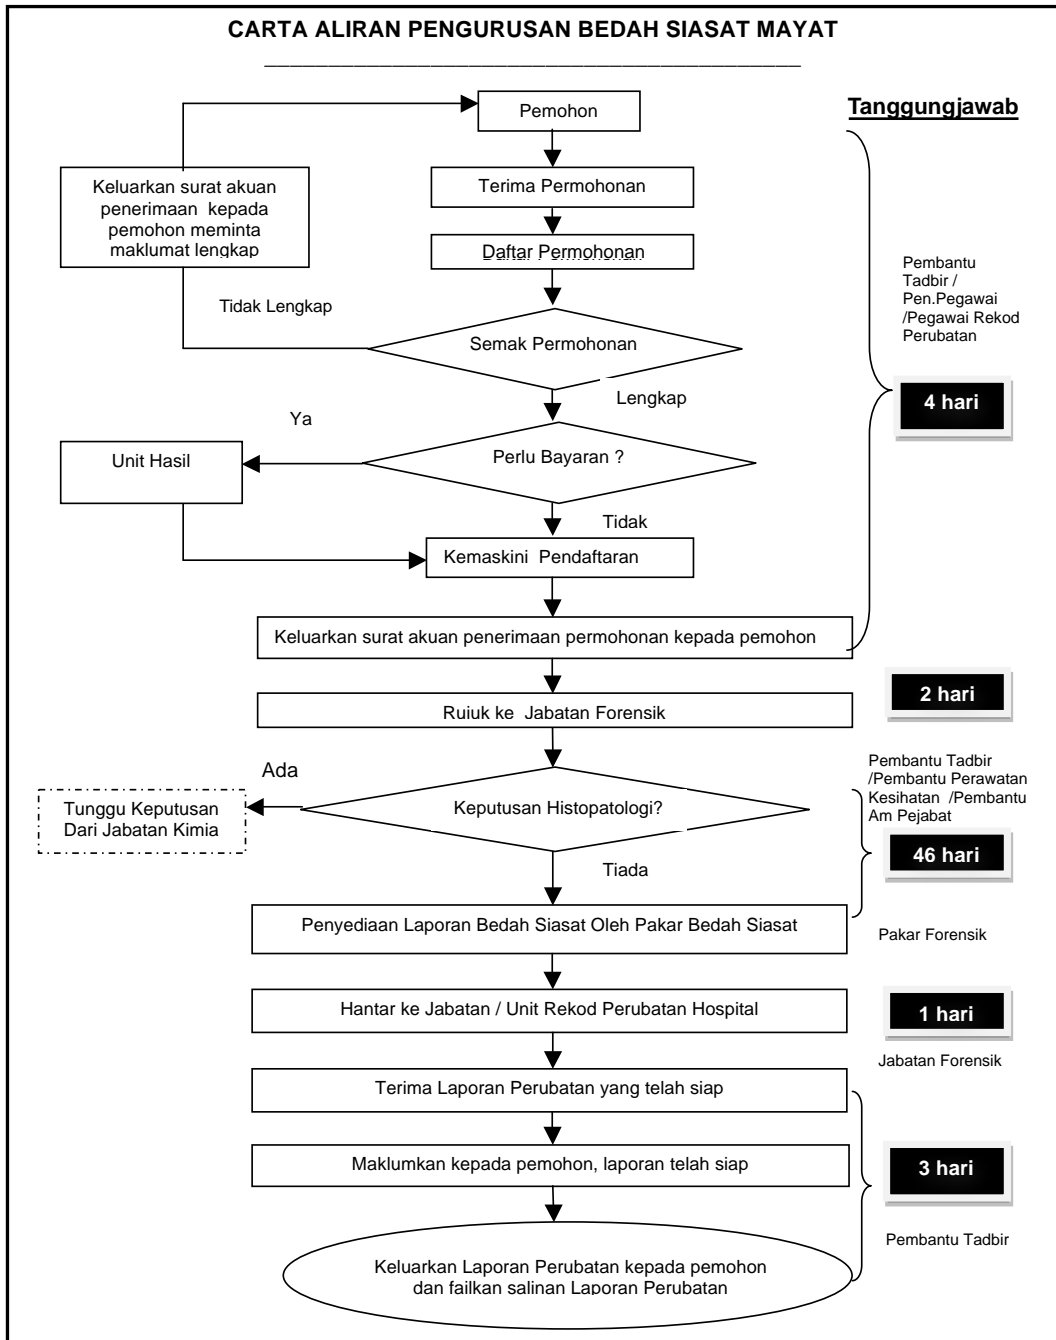 CARTA ALIRAN PENGURUSAN BEDAH SIASAT MAYAT
Tanggungjawab
Pemohon
Keluarkan surat akuan
penerimaan kepada
pemohon meminta
maklumat lengkap
Terima Permohonan
Daftar Permohonan
Tidak Lengkap
Semak Permohonan
Pembantu
Tadbir /
Pen.Pegawai
/Pegawai Rekod
Perubatan
4 hari
Lengkap
Ya
Unit Hasil
Perlu Bayaran ?
Tidak
Kemaskini Pendaftaran
Keluarkan surat akuan penerimaan permohonan kepada pemohon
2 hari
Rujuk ke Jabatan Forensik
Pembantu Tadbir
/Pembantu Perawatan
Kesihatan /Pembantu
Am Pejabat
Ada
Tunggu Keputusan
Dari Jabatan Kimia
Keputusan Histopatologi?
46 hari
Tiada
Penyediaan Laporan Bedah Siasat Oleh Pakar Bedah Siasat
Pakar Forensik
Hantar ke Jabatan / Unit Rekod Perubatan Hospital
1 hari
Jabatan Forensik
Terima Laporan Perubatan yang telah siap
Maklumkan kepada pemohon, laporan telah siap
3 hari
Pembantu Tadbir
Keluarkan Laporan Perubatan kepada pemohon
dan failkan salinan Laporan Perubatan